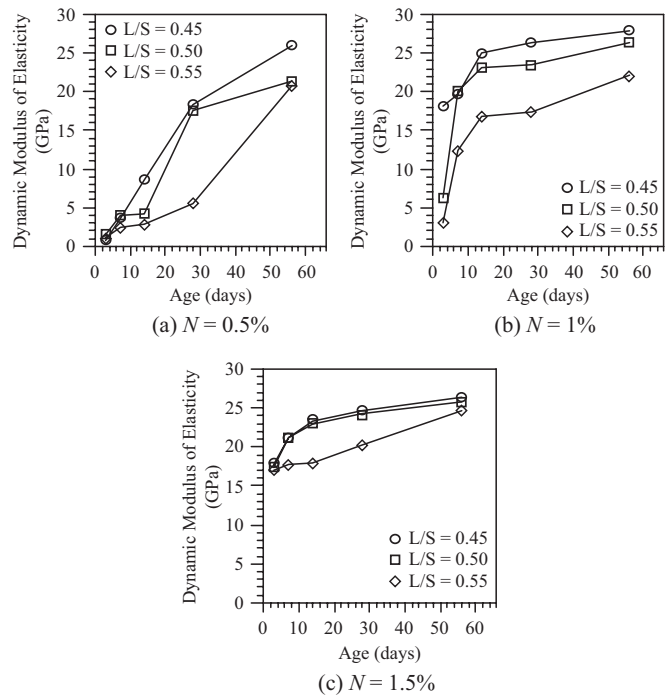 Dynamic Modulus of Elasticity
(GPa)
30
25
20
15
10
5
0
L/S = 0.45
L/S = 0.50
L/S = 0.55
0 10 20 30 40 50 60
Age (days)
(a) N = 0.5%
Dynamic Modulus of Elasticity
(GPa)
30
25
20
15
10
5
0
L/S = 0.45
L/S = 0.50
L/S = 0.55
0 10 20 30 40 50 60
Age (days)
(b) N = 1%
Dynamic Modulus of Elasticity
(GPa)
30
25
20
15
10
5
0
L/S = 0.45
L/S = 0.50
L/S = 0.55
0 10 20 30 40 50 60
Age (days)
(c) N = 1.5%